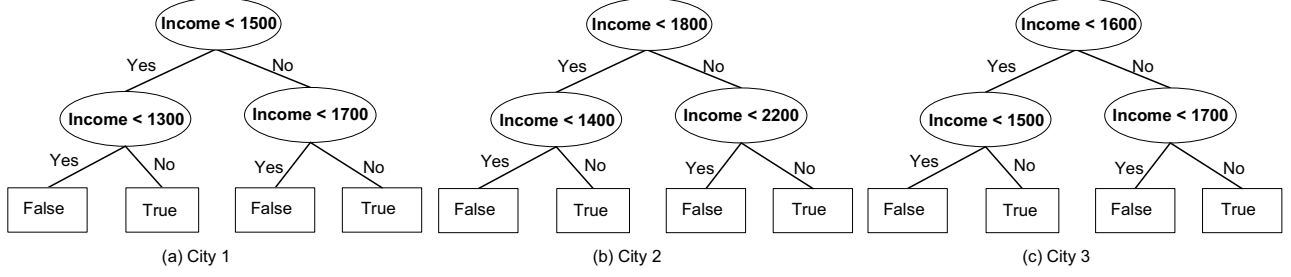 Income < 1500
Yes
No
Income < 1300
Income < 1700
Yes
No
Yes
No
False
True
False
True
(a) City 1
Income < 1800
Yes
No
Income < 1400
Income < 2200
Yes
No
Yes
No
False
True
False
True
(b) City 2
Income < 1600
Yes
No
Income < 1500
Income < 1700
Yes
No
Yes
No
False
True
False
True
(c) City 3